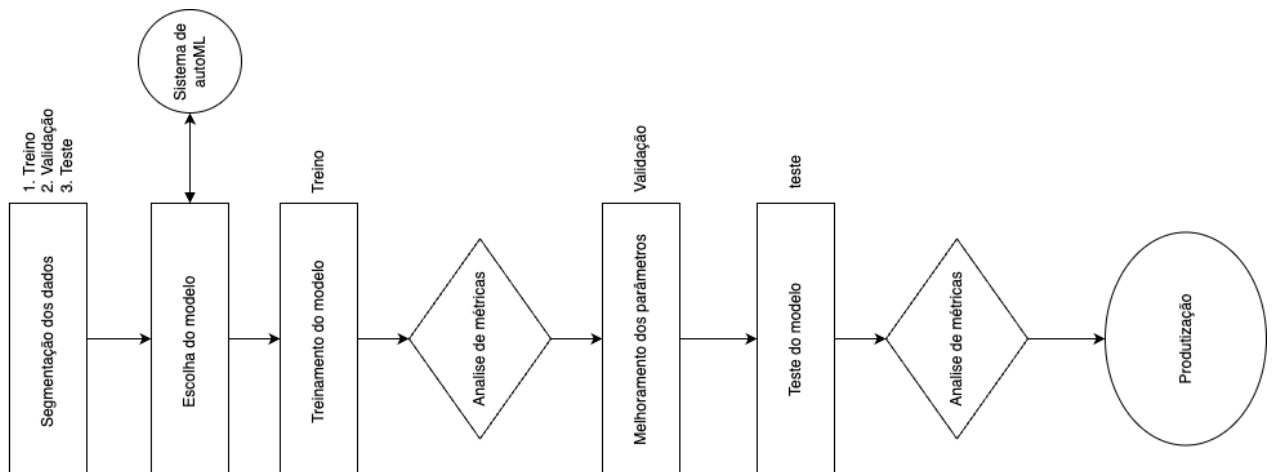 1. Treino
2. Validação
3. Teste
Segmentação dos dados
Sistema de
autoML
Escolha do modelo
Treino
Treinamento do modelo
Analise de métricas
Validação
Melhoramento dos parâmetros
teste
Teste do modelo
Analise de métricas
Produtização